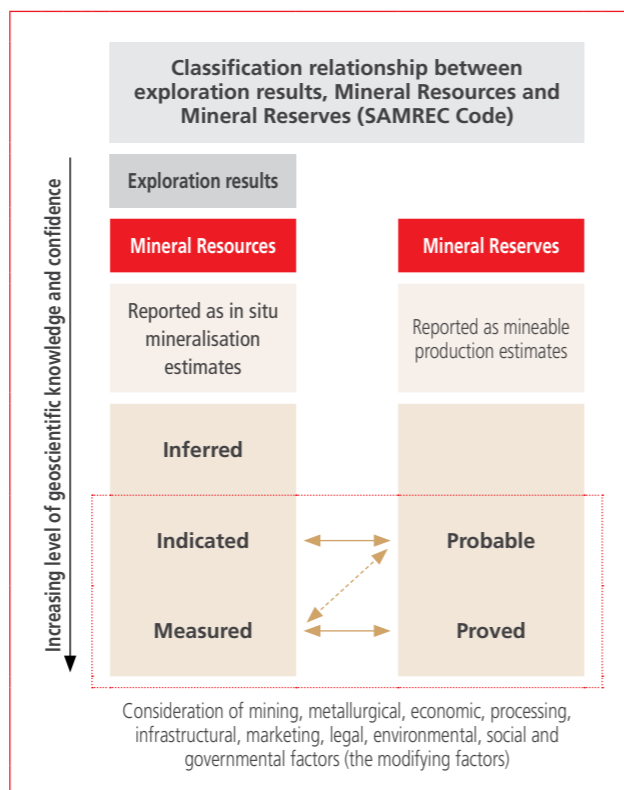 Classification relationship between
exploration results, Mineral Resources and
Mineral Reserves (SAMREC Code)
Increasing level of geoscientific knowledge and confidence
Exploration results
Mineral Resources
Mineral Reserves
Reported as in situ
mineralisation
estimates
Reported as mineable
production estimates
Inferred
Indicated
Probable
Measured
Proved
Consideration of mining, metallurgical, economic, processing,
infrastructural, marketing, legal, environmental, social and
governmental factors (the modifying factors)